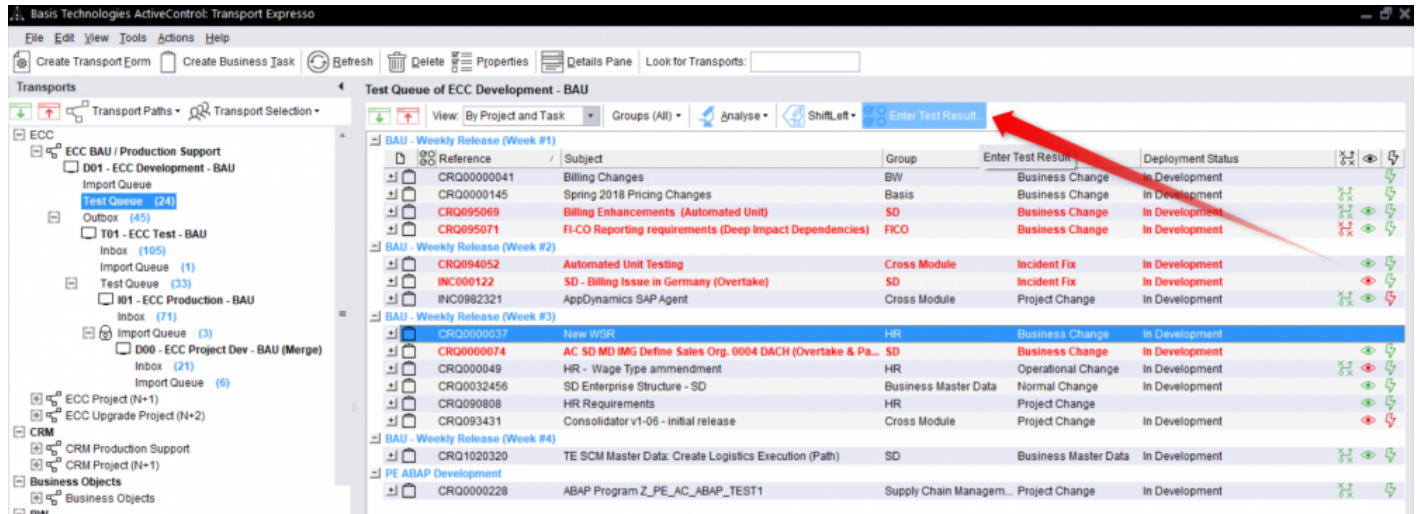 Basis Technologies ActiveControl: Transport Expresso
File Edit View Tools Actions Help
Create Transport Form Create Business Task Refresh Delete Properties Details Pane Look for Transports:
Transports
Transport Paths Transport Selection
ECC
ECC BAU / Production Support
D01 - ECC Development - BAU
Import Queue
Test Queue (24)
Outbox (45)
T01 - ECC Test - BAU
Inbox (105)
Import Queue (1)
Test Queue (33)
I01 - ECC Production - BAU
Inbox (71)
Import Queue (3)
D00 - ECC Project Dev - BAU (Merge)
Inbox (21)
Import Queue (6)
ECC Project (N+1)
ECC Upgrade Project (N+2)
CRM
CRM Production Support
CRM Project (N+1)
Business Objects
Business Objects
BW
Test Queue of ECC Development - BAU
View: By Project and Task Groups (All) Analyse ShiftLeft Enter Test Result..
BAU - Weekly Release (Week #1)
Reference / Subject Group Enter Test Result Deployment Status
CRQ00000041 Billing Changes BW Business Change In Development
CRQ0000145 Spring 2018 Pricing Changes Basis Business Change In Development
CRQ095069 Billing Enhancements (Automated Unit) SD Business Change In Development
CRQ095071 FI-CO Reporting requirements (Deep Impact Dependencies) FICO Business Change In Development
BAU - Weekly Release (Week #2)
CRQ094052 Automated Unit Testing Cross Module Incident Fix In Development
INC000122 SD - Billing Issue in Germany (Overtake) SD Incident Fix In Development
INC0982321 AppDynamics SAP Agent Cross Module Project Change In Development
BAU - Weekly Release (Week #3)
CRQ0000037 New WSR HR Business Change In Development
CRQ0000074 AC SD MD IMG Define Sales Org. 0004 DACH (Overtake & Pa... SD Business Change In Development
CRQ000049 HR - Wage Type ammendment HR Operational Change In Development
CRQ0032456 SD Enterprise Structure - SD Business Master Data Normal Change In Development
CRQ090808 HR Requirements HR Project Change
CRQ093431 Consolidator v1-06 - initial release Cross Module Project Change In Development
BAU - Weekly Release (Week #4)
CRQ1020320 TE SCM Master Data: Create Logistics Execution (Path) SD Business Master Data In Development
PE ABAP Development
CRQ0000228 ABAP Program Z_PE_AC_ABAP_TEST1 Supply Chain Managem... Project Change In Development